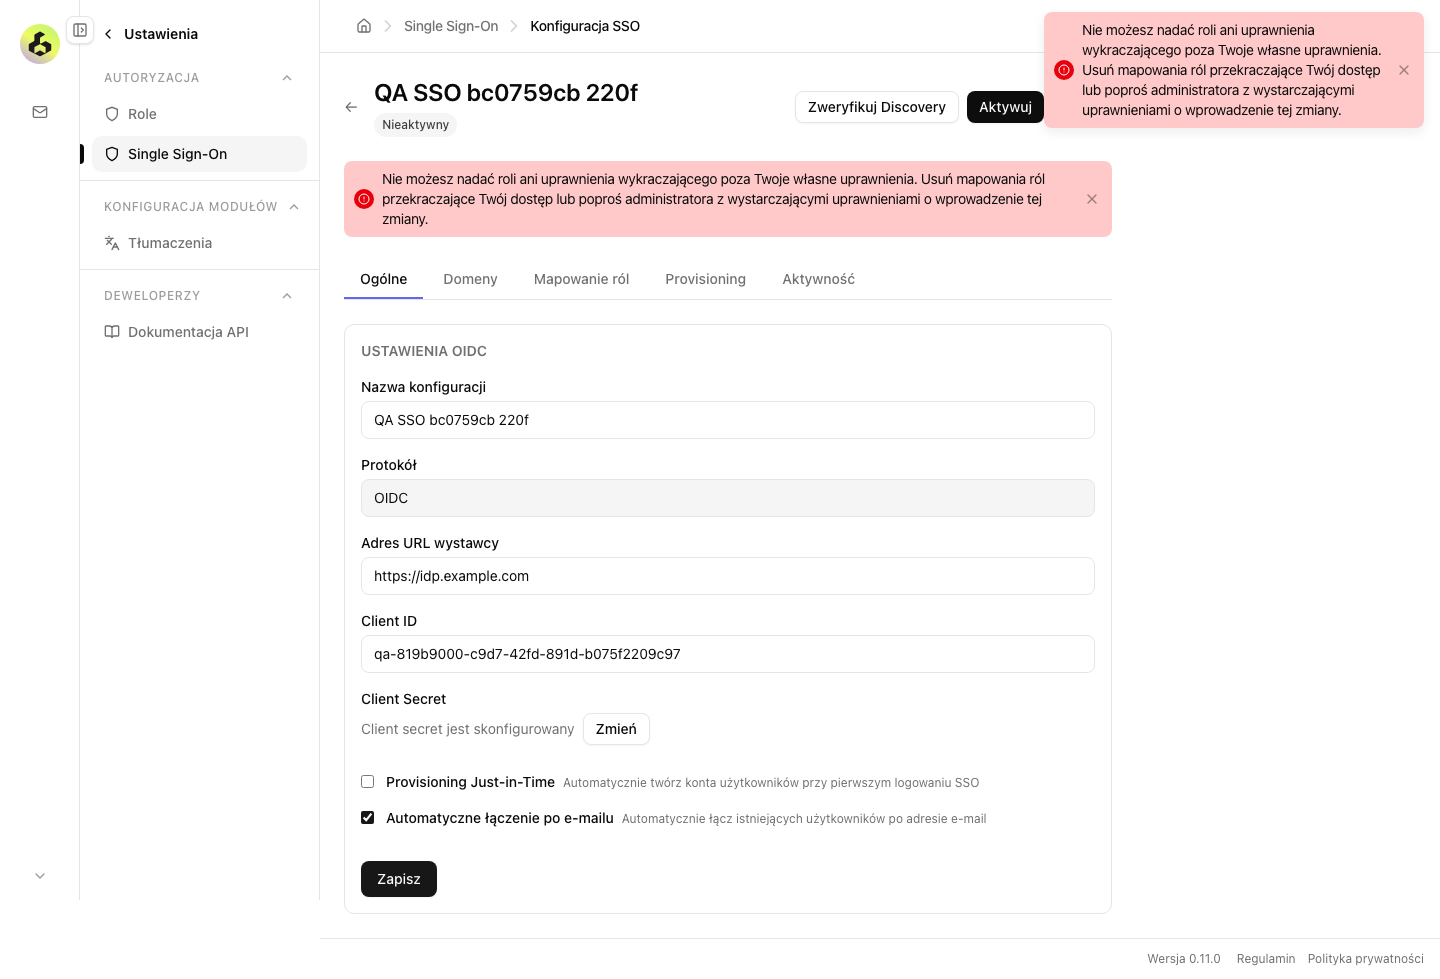 Ustawienia
AUTORYZACJA
Role
Single Sign-On
KONFIGURACJA MODUŁÓW
Tłumaczenia
DEWELOPERZY
Dokumentacja API
Single Sign-On
Konfiguracja SSO
Nie możesz nadać roli ani uprawnienia
wykraczającego poza Twoje własne uprawnienia.
Usuń mapowania ról przekraczające Twój dostęp
lub poproś administratora z wystarczającymi
uprawnieniami o wprowadzenie tej zmiany.
QA SSO bc0759cb 220f
Nieaktywny
Zweryfikuj Discovery
Aktywuj
Nie możesz nadać roli ani uprawnienia wykraczającego poza Twoje własne uprawnienia. Usuń mapowania ról
przekraczające Twój dostęp lub poproś administratora z wystarczającymi uprawnieniami o wprowadzenie tej
zmiany.
Ogólne
Domeny
Mapowanie ról
Provisioning
Aktywność
USTAWIENIA OIDC
Nazwa konfiguracji
QA SSO bc0759cb 220f
Protokół
OIDC
Adres URL wystawcy
https://idp.example.com
Client ID
qa-819b9000-c9d7-42fd-891d-b075f2209c97
Client Secret
Client secret jest skonfigurowany
Zmień
Provisioning Just-in-Time Automatycznie twórz konta użytkowników przy pierwszym logowaniu SSO
Automatyczne łączenie po e-mailu Automatycznie łącz istniejących użytkowników po adresie e-mail
Zapisz
Wersja 0.11.0
Regulamin
Polityka prywatności